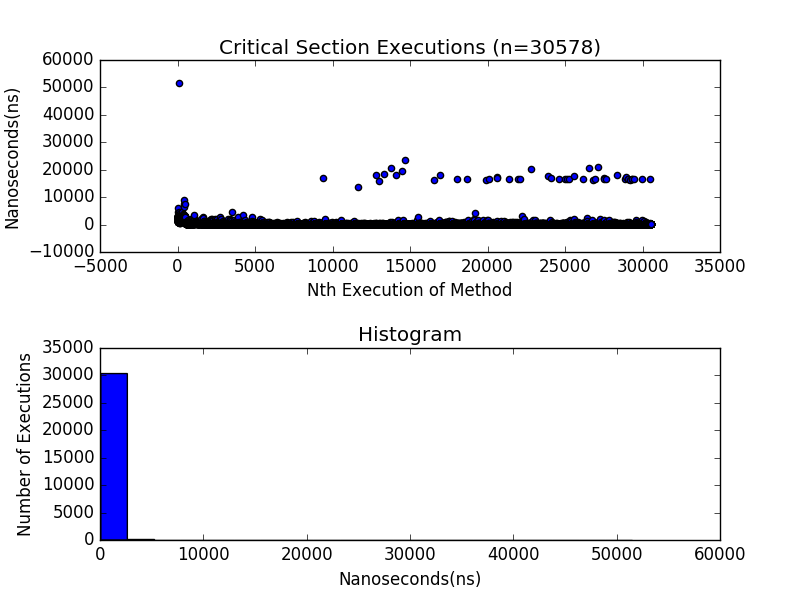 Critical Section Executions (n=30578)
60000
50000
40000
30000
20000
10000
0
−10000
Nanoseconds(ns)
−5000 0 5000 10000 15000 20000 25000 30000 35000
Nth Execution of Method
Histogram
35000
30000
25000
20000
15000
10000
5000
0
Number of Executions
0 10000 20000 30000 40000 50000 60000
Nanoseconds(ns)